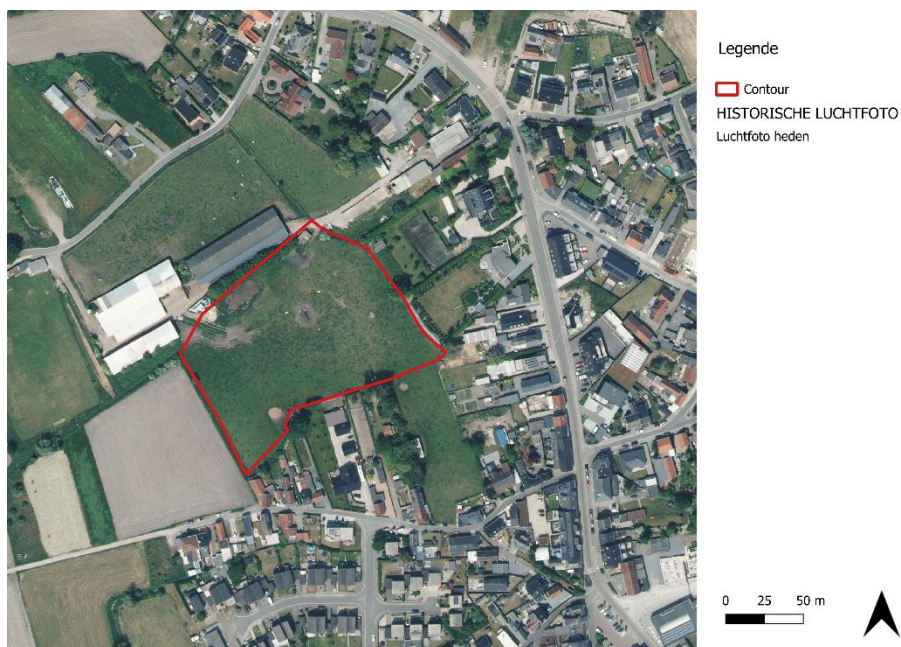 Legende
Contour
HISTORISCHE LUCHTFOTO
Luchtfoto heden
0 25 50 m